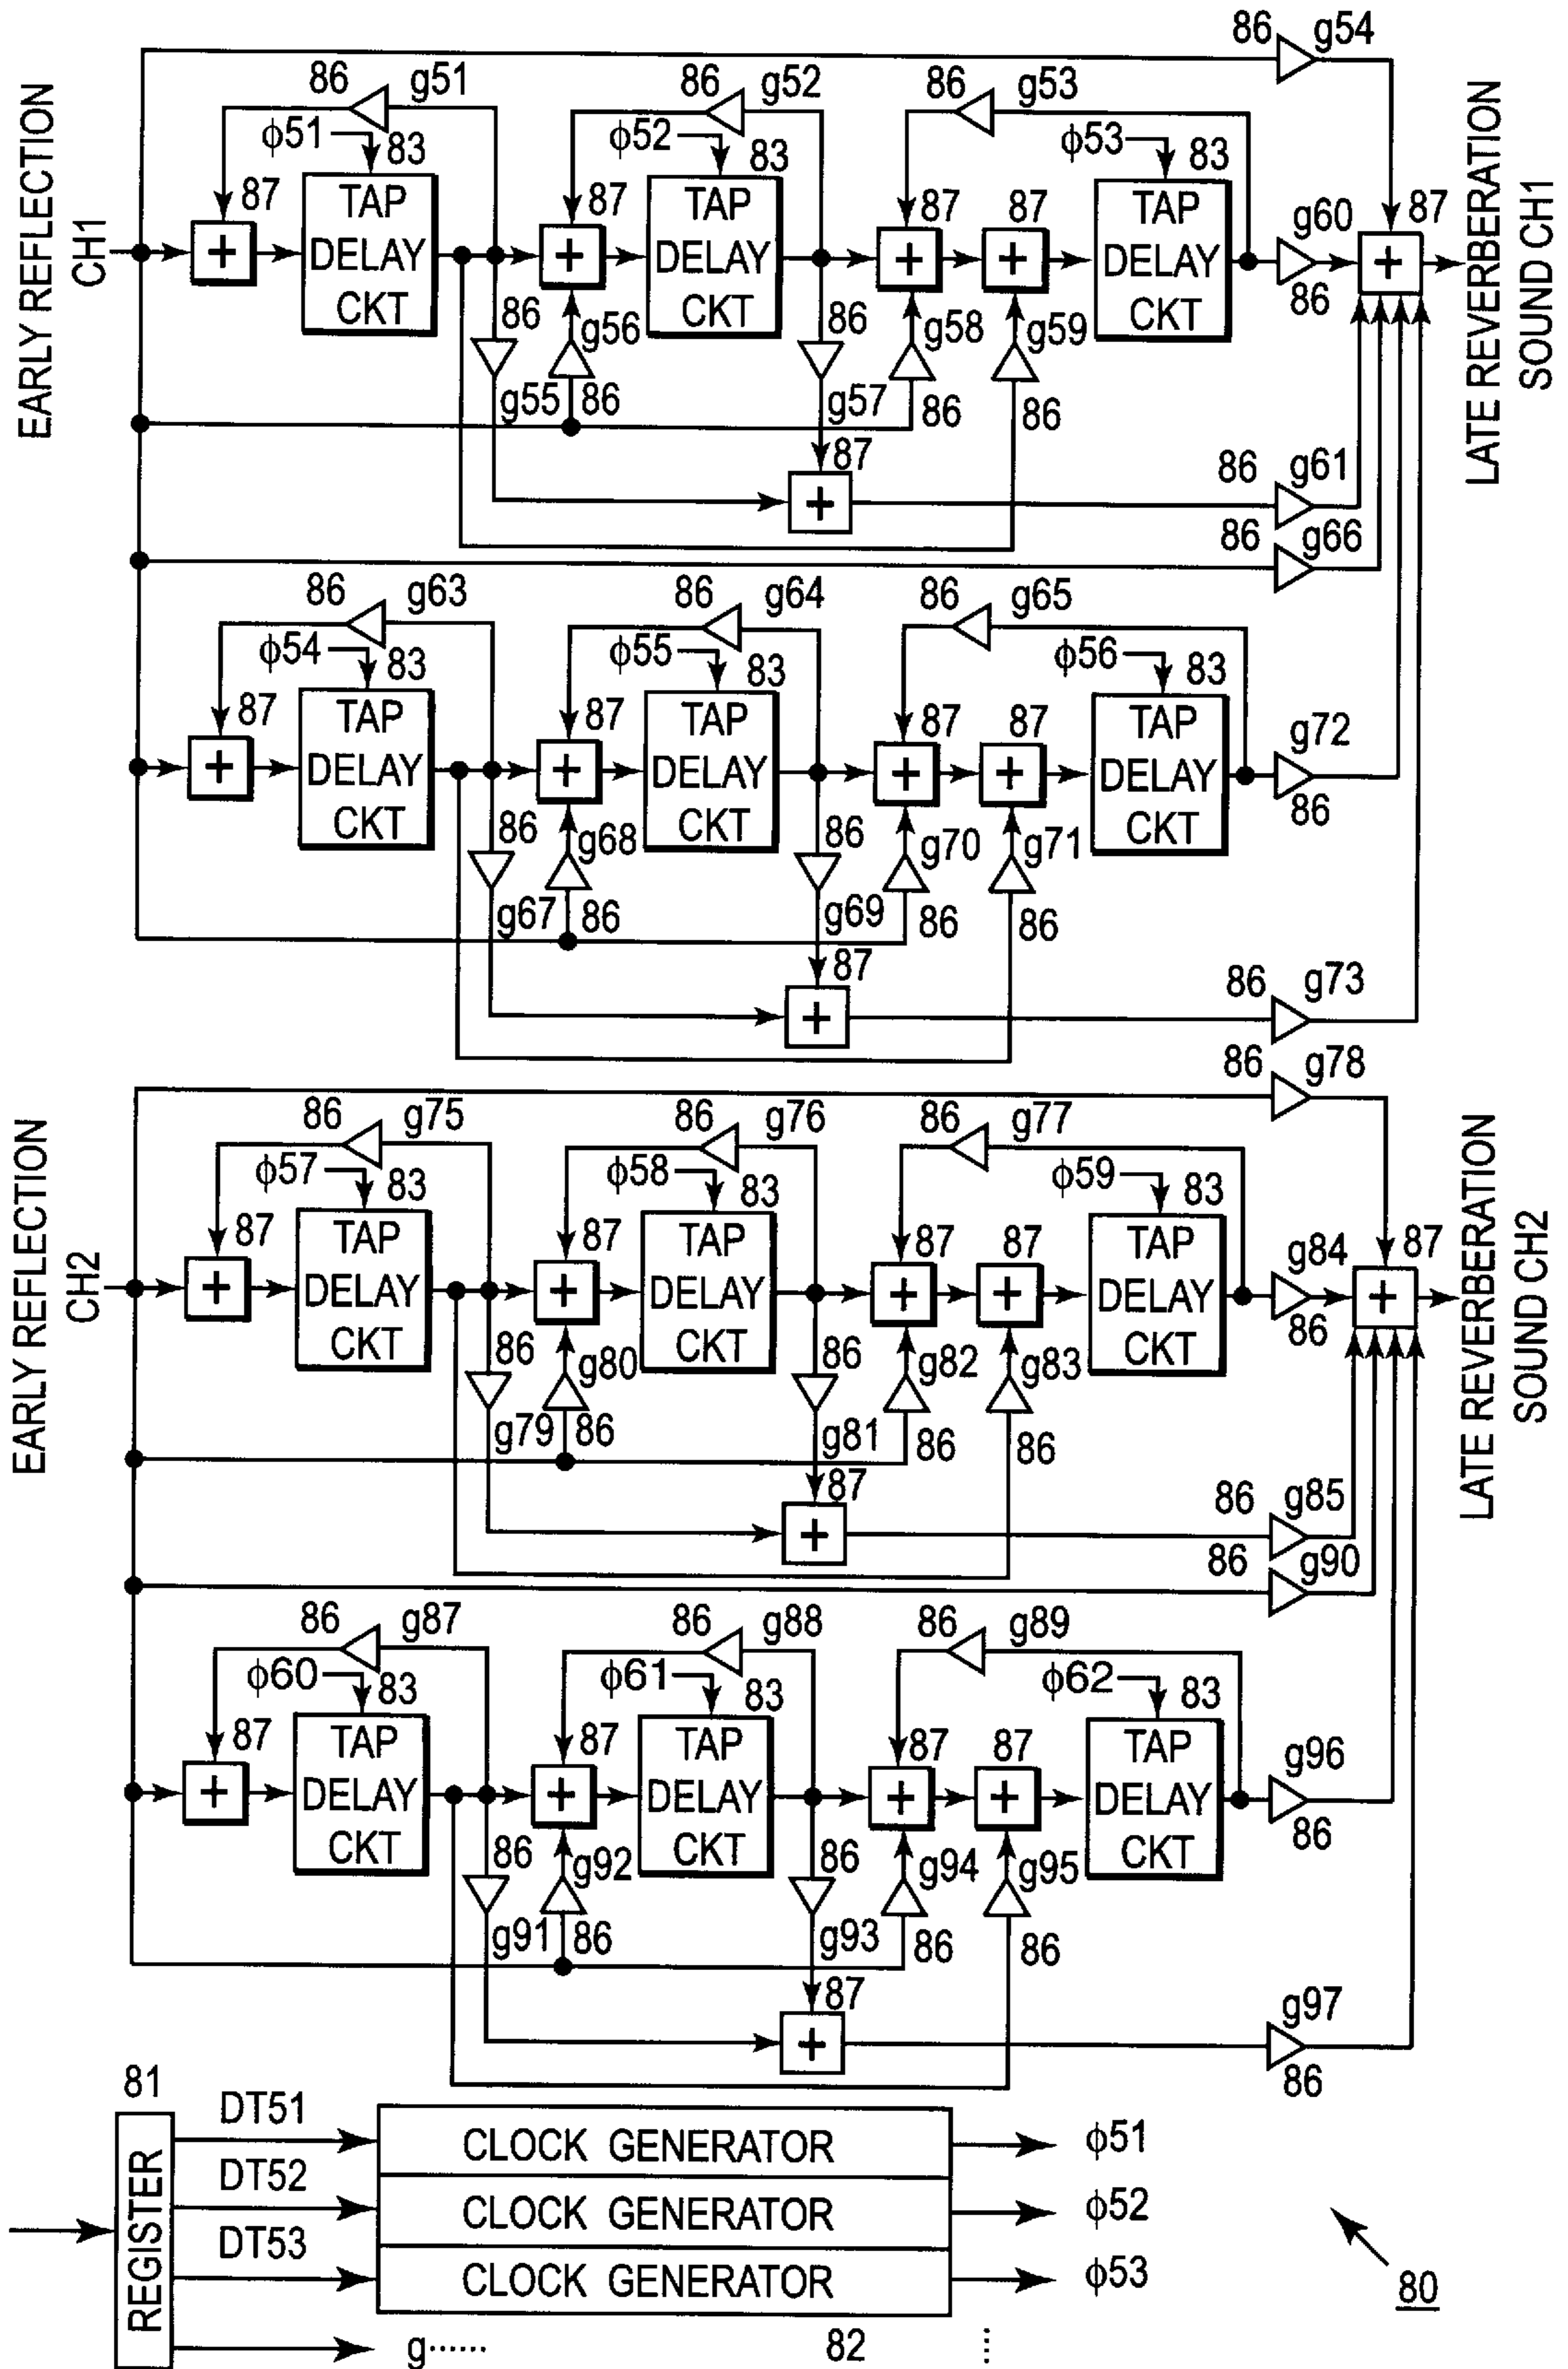 86 g54
EARLY REFLECTION
CH1
86 g51
86 g52
86 g53
φ51 83
φ52 83
φ53 83
87 TAP DELAY CKT
87 TAP DELAY CKT
87 87 TAP DELAY CKT
+ + + + +
g60 87
86
LATE REVERBERATION
SOUND CH1
86 g56 86 g58 g59
g55 86 g57 86 86
87
+
86 g61
86 g66
86 g63
86 g64
86 g65
φ54 83
φ55 83
φ56 83
87 TAP DELAY CKT
87 TAP DELAY CKT
87 87 TAP DELAY CKT
+ + + +
g72
86
86 g68 86 g70 g71
g67 86 g69 86 86
87
+
86 g73
86 g78
EARLY REFLECTION
CH2
86 g75
86 g76
86 g77
φ57 83
φ58 83
φ59 83
87 TAP DELAY CKT
87 TAP DELAY CKT
87 87 TAP DELAY CKT
+ + + + +
g84 87
86
LATE REVERBERATION
SOUND CH2
86 g80 86 g82 g83
g79 86 g81 86 86
87
+
86 g85
86 g90
86 g87
86 g88
86 g89
φ60 83
φ61 83
φ62 83
87 TAP DELAY CKT
87 TAP DELAY CKT
87 87 TAP DELAY CKT
+ + + +
g96
86
86 g92 86 g94 g95
g91 86 g93 86 86
87
+
g97
86
81
REGISTER
DT51 CLOCK GENERATOR φ51
DT52 CLOCK GENERATOR φ52
DT53 CLOCK GENERATOR φ53
g...... 82 ⋮
80